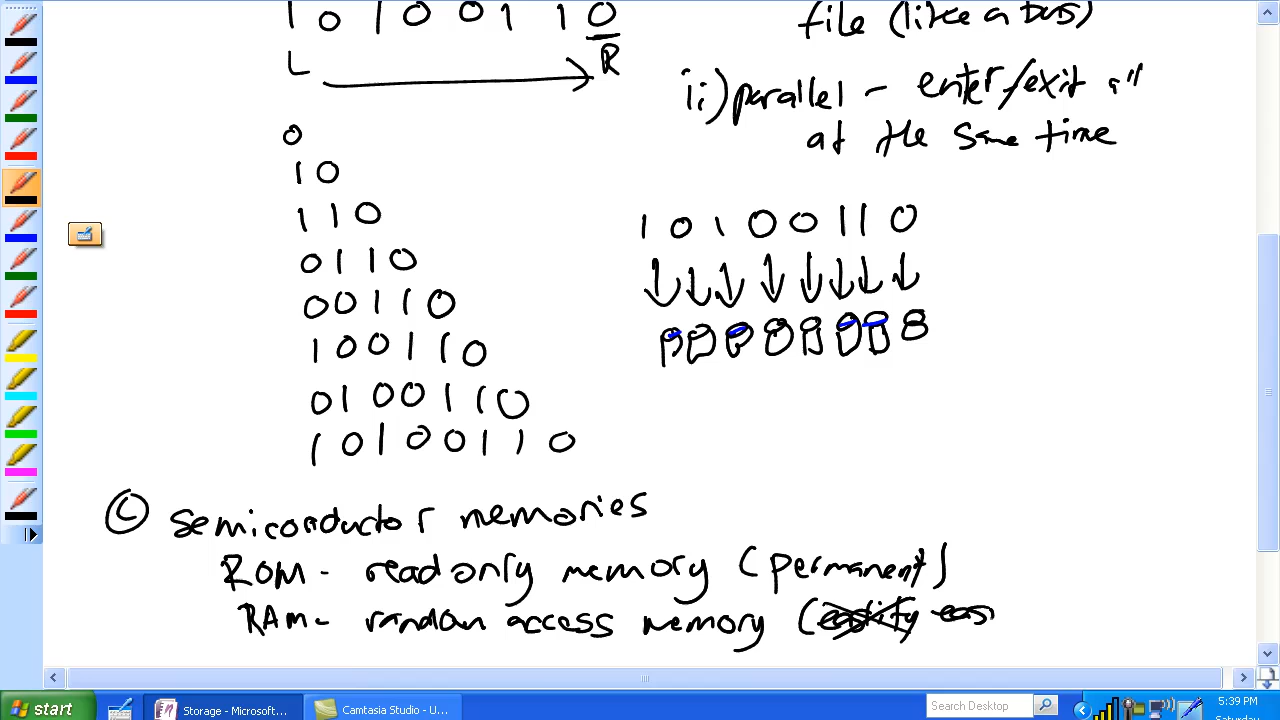 1 0 1 0 0 1 1 0
L R
file (like a bus)
ii) parallel - enter/exit all
at the same time
0
1 0
1 1 0
0 1 1 0
0 0 1 1 0
1 0 0 1 1 0
0 1 0 0 1 1 0
1 0 1 0 0 1 1 0
1 0 1 0 0 1 1 0
C semiconductor memories
ROM - read only memory (permanent)
RAM - random access memory (
start
Storage - Microsoft...
Camtasia Studio - U...
Search Desktop
5:39 PM
Saturday